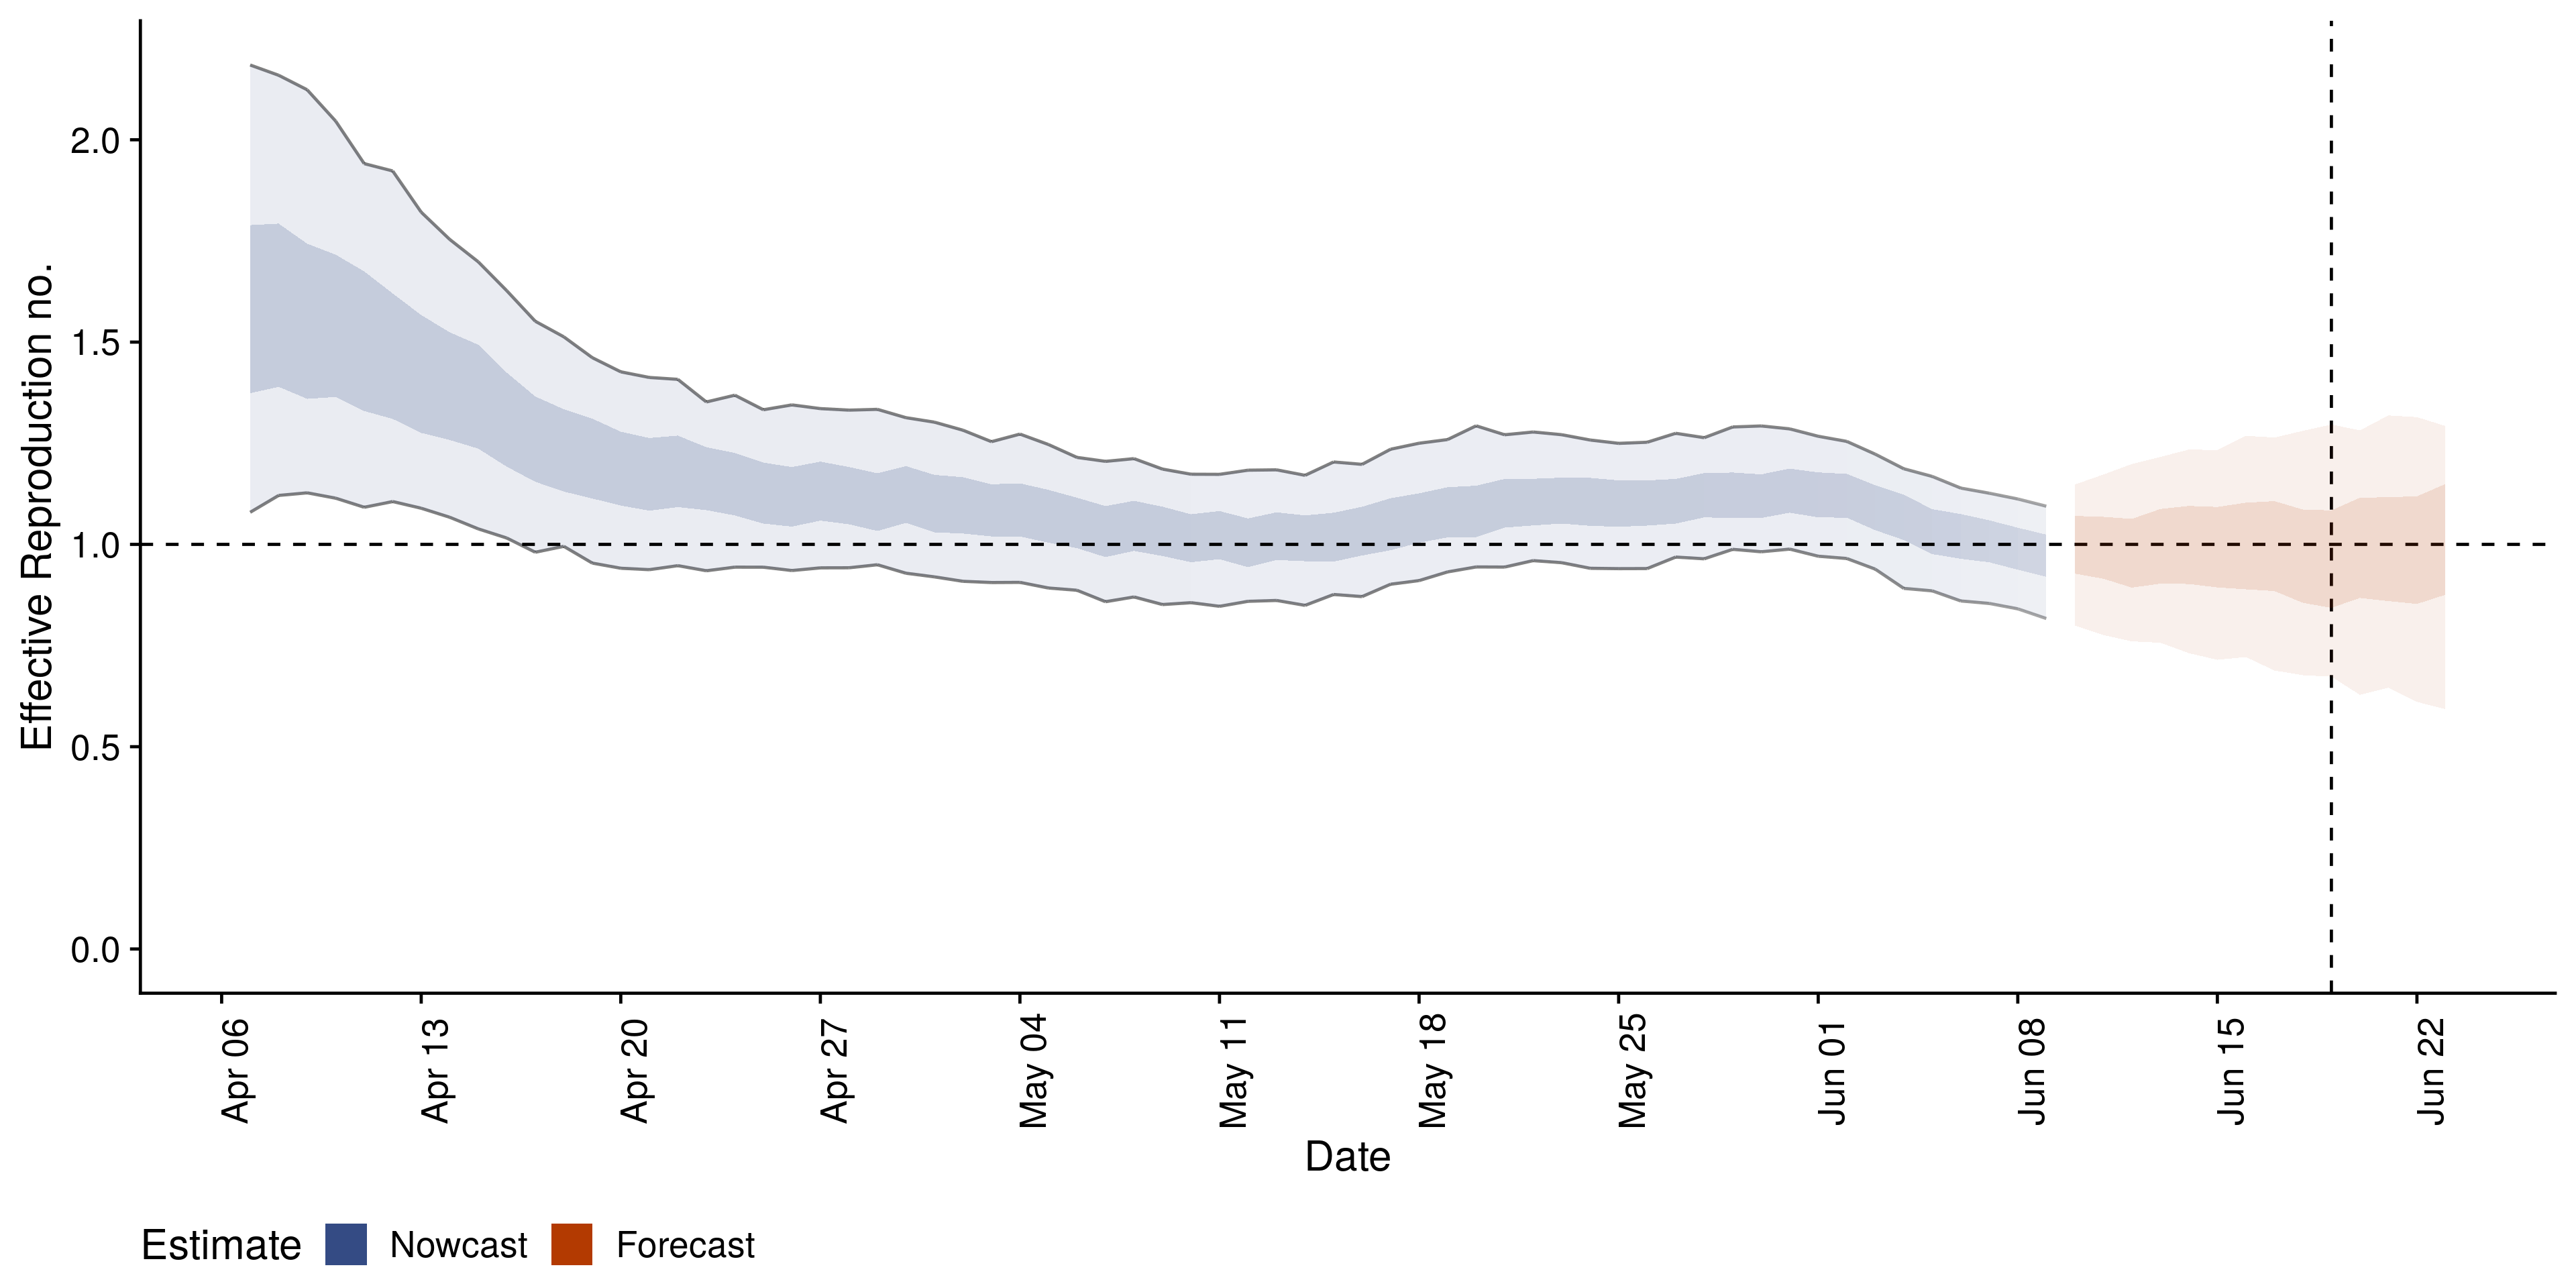 Effective Reproduction no.
2.0
1.5
1.0
0.5
0.0
Apr 06
Apr 13
Apr 20
Apr 27
May 04
May 11
May 18
May 25
Jun 01
Jun 08
Jun 15
Jun 22
Date
Estimate Nowcast Forecast